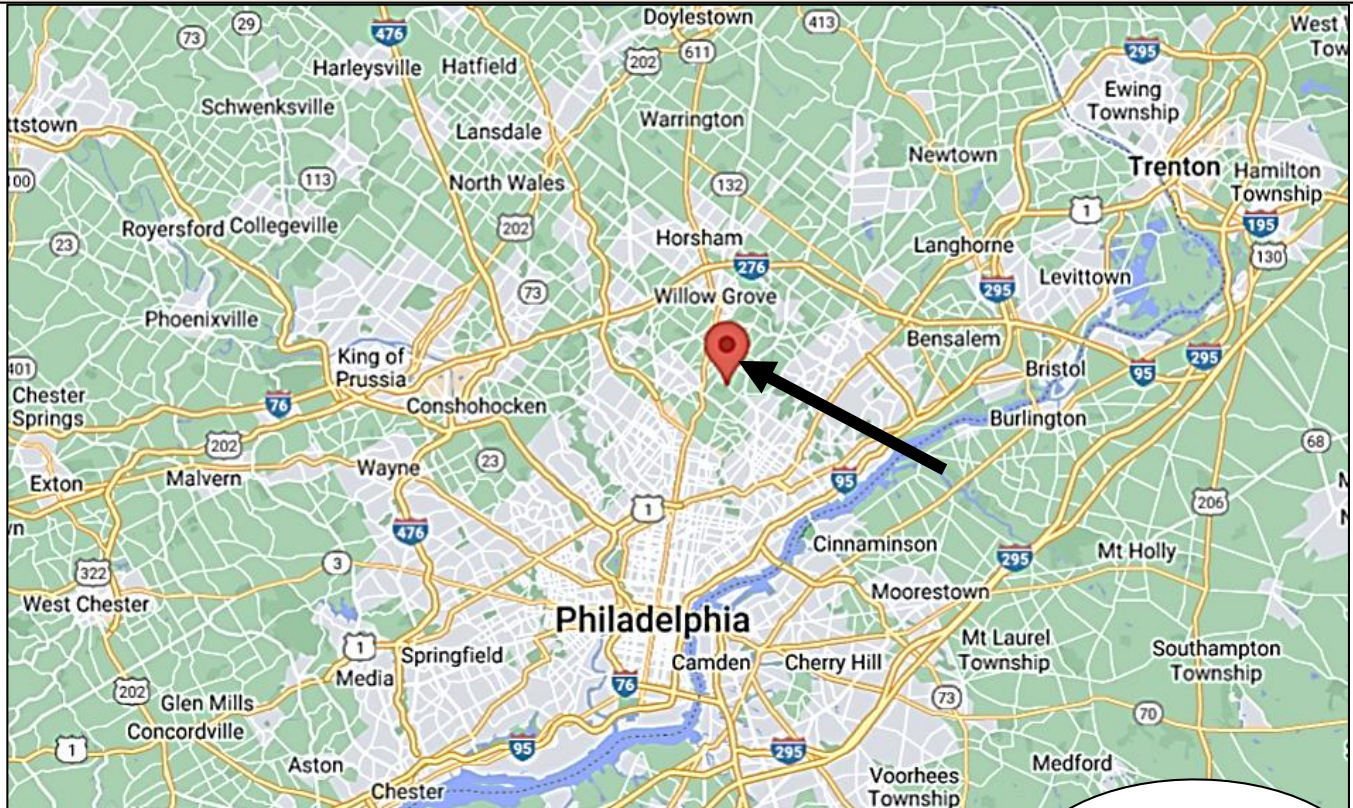 Doylestown
413
West
29
73
476
611
295
Harleysville
Hatfield
202
Ewing
Township
Schwenksville
ttstown
Lansdale
Warrington
Newtown
Trenton
Hamilton
Township
100
113
North Wales
132
1
Royersford
Collegeville
202
195
23
Horsham
Langhorne
130
276
Levittown
73
Willow Grove
295
Phoenixville
Bensalem
King of
Prussia
295
401
Bristol
95
Chester
Springs
76
Conshohocken
Burlington
202
68
Wayne
23
Exton
Malvern
95
206
1
wn
476
Cinnaminson
295
Mt Holly
3
322
Moorestown
West Chester
Philadelphia
1
Springfield
Mt Laurel
Township
Southampton
Township
Camden
Cherry Hill
Media
76
202
73
Glen Mills
70
Concordville
1
95
295
Aston
Medford
Voorhees
Township
Chester